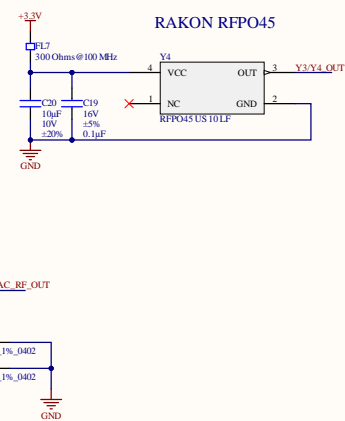 RAKON RFPO45
+3.3V
FL7
300 Ohms@100 MHz
Y4
4 VCC OUT 3 Y3/Y4_OUT
1 NC GND 2
RFPO45 US 10 LF
C20 C19
10µF 16V
10V ±5%
±20% 0.1µF
GND
AC_RF_OUT
_1%_0402
_1%_0402
GND